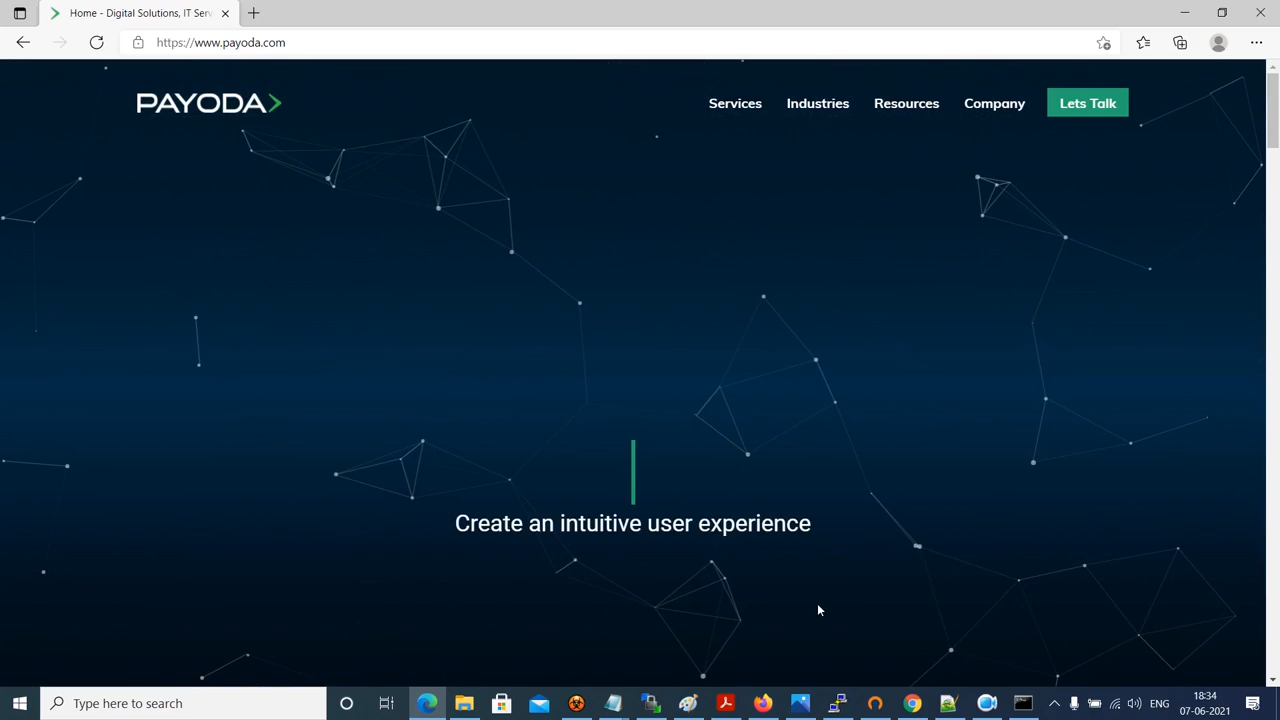 Home - Digital Solutions, IT Serv
https://www.payoda.com
PAYODA
Services
Industries
Resources
Company
Lets Talk
Create an intuitive user experience
Type here to search
ENG
18:34
07-06-2021